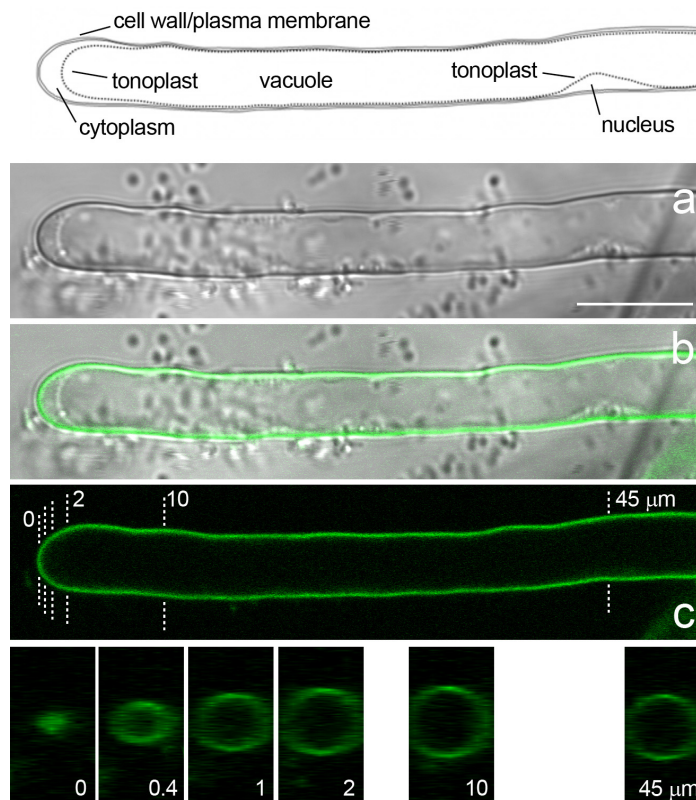 cell wall/plasma membrane
tonoplast
vacuole
tonoplast
cytoplasm
nucleus
a
b
0
2
10
45 μm
c
0
0.4
1
2
10
45 μm